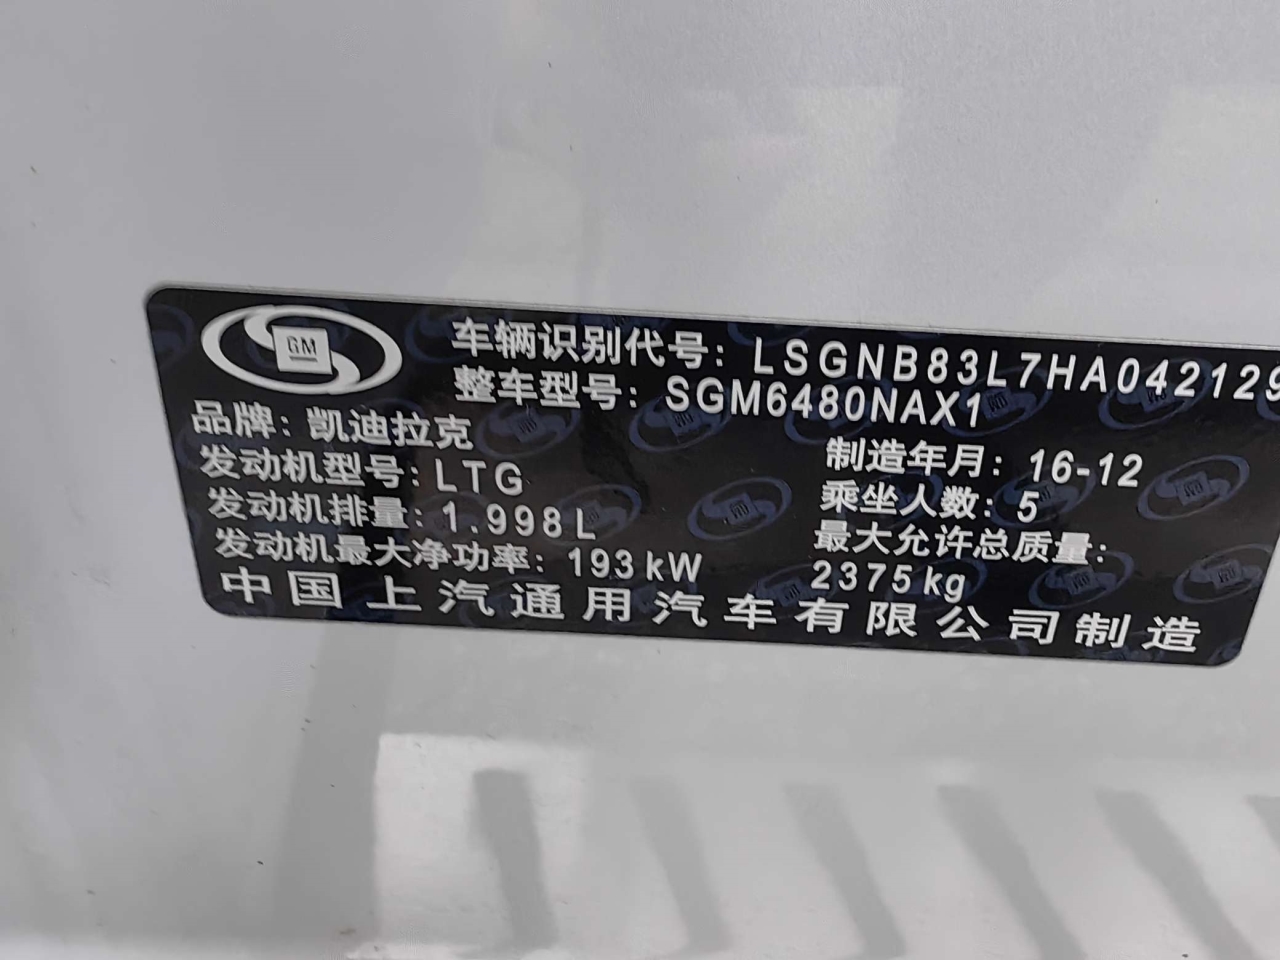 GM
车辆识别代号: LSGNB83L7HA042129
整车型号: SGM6480NAX1
品牌: 凯迪拉克
制造年月: 16-12
发动机型号: LTG
乘坐人数: 5
发动机排量: 1.998L
最大允许总质量:
2375kg
发动机最大净功率: 193kW
中国上汽通用汽车有限公司制造